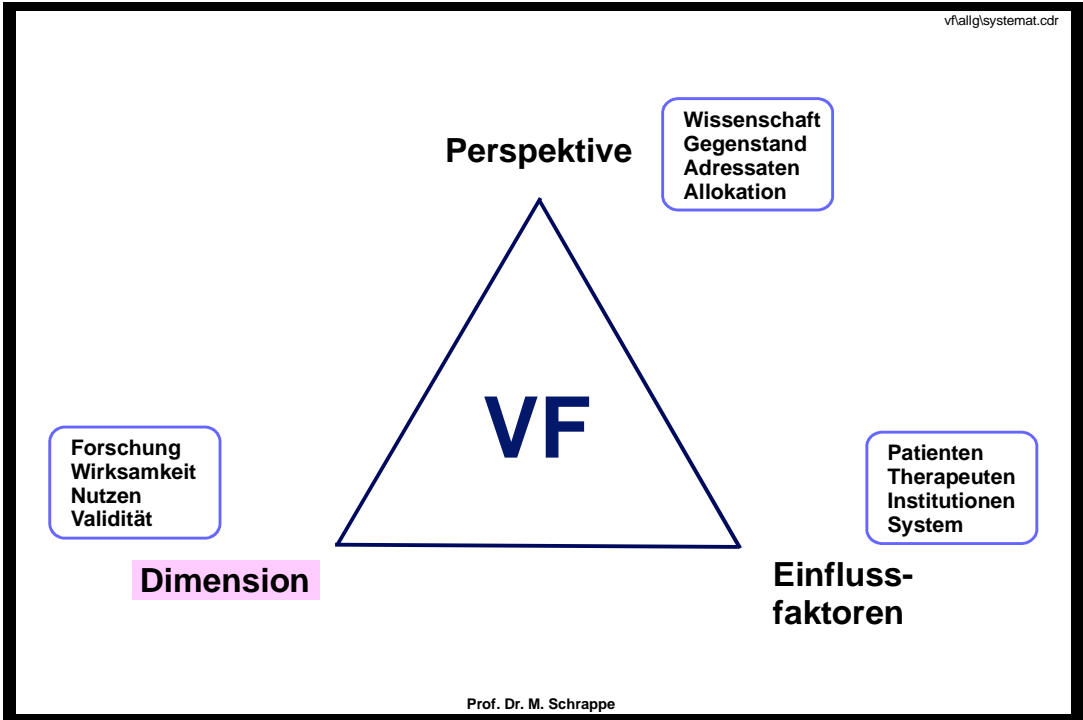 vf\allg\systemat.cdr
Perspektive
Wissenschaft
Gegenstand
Adressaten
Allokation
VF
Forschung
Wirksamkeit
Nutzen
Validität
Dimension
Patienten
Therapeuten
Institutionen
System
Einfluss-
faktoren
Prof. Dr. M. Schrappe